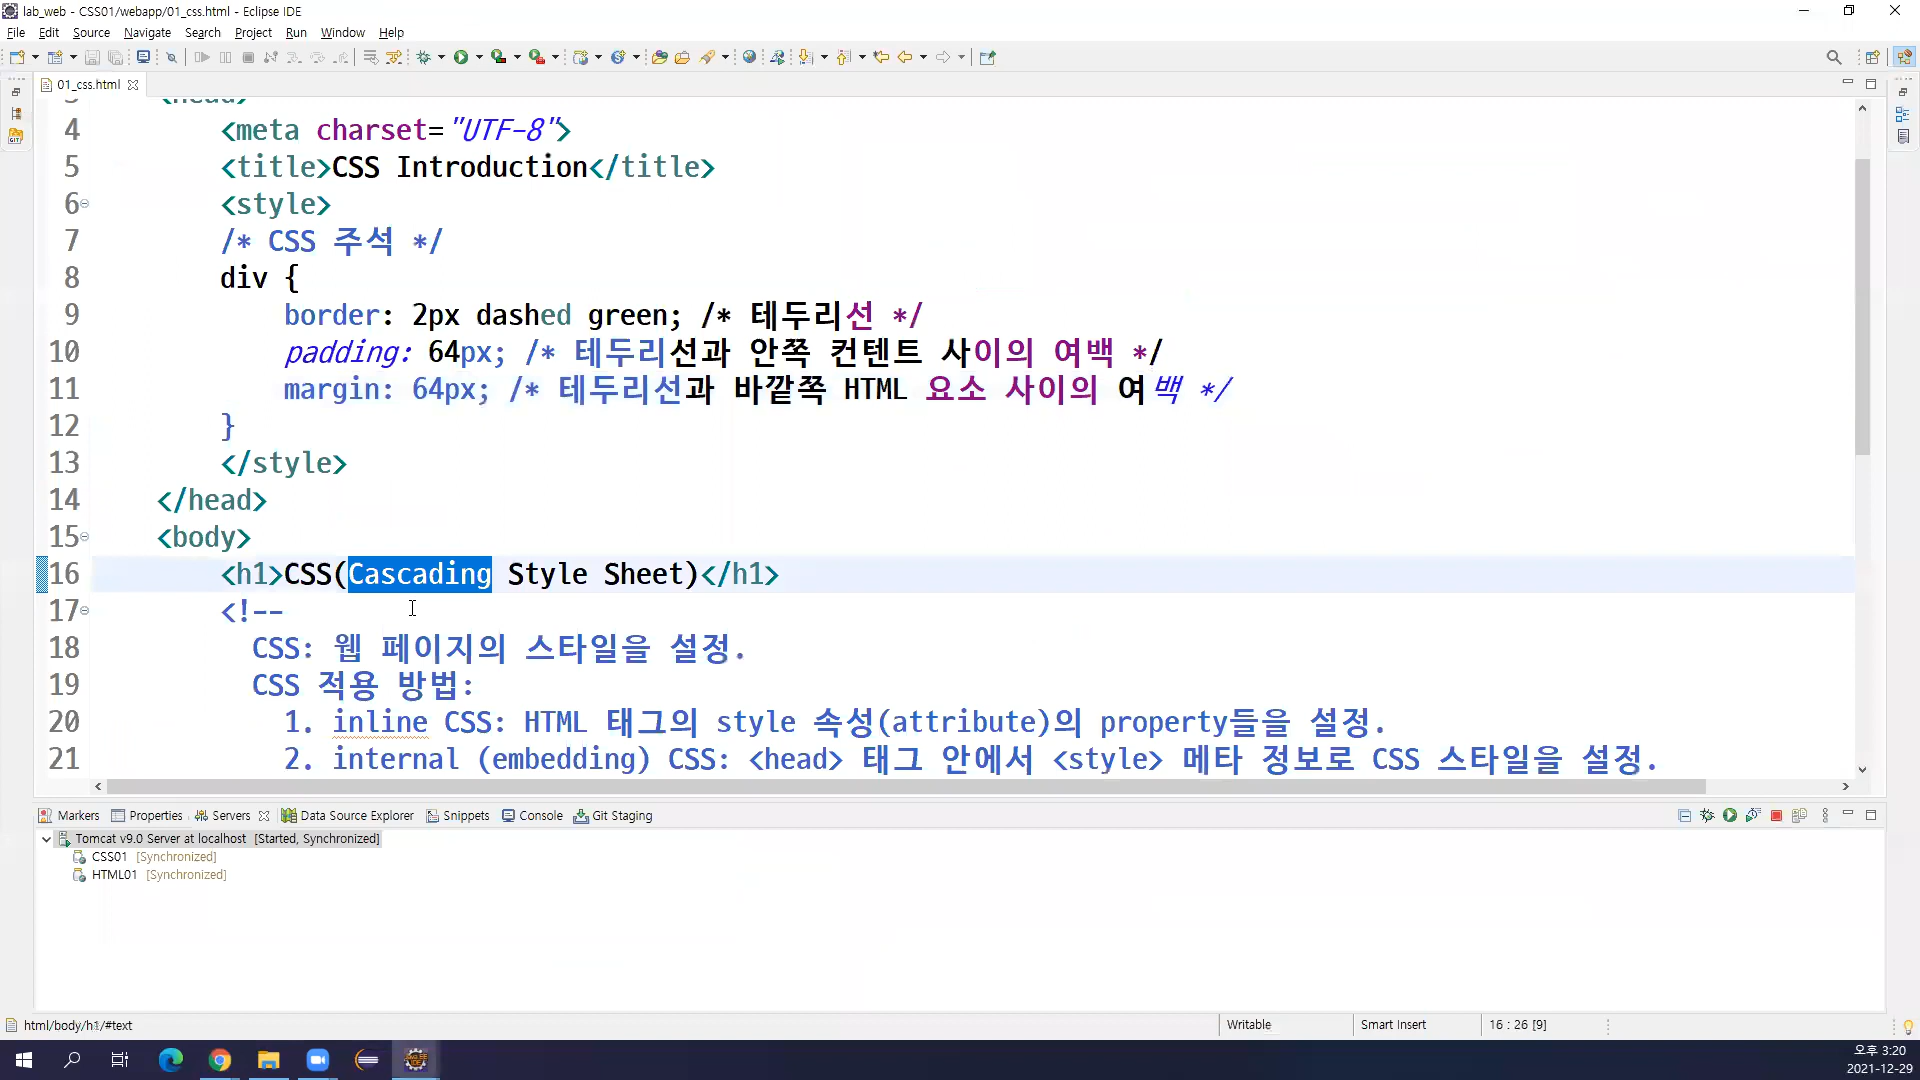 lab_web - CSS01/webapp/01_css.html - Eclipse IDE
File Edit Source Navigate Search Project Run Window Help
01_css.html
3 <head>
4 <meta charset="UTF-8">
5 <title>CSS Introduction</title>
6 <style>
7 /* CSS 주석 */
8 div {
9 border: 2px dashed green; /* 테두리선 */
10 padding: 64px; /* 테두리선과 안쪽 컨텐트 사이의 여백 */
11 margin: 64px; /* 테두리선과 바깥쪽 HTML 요소 사이의 여백 */
12 }
13 </style>
14 </head>
15 <body>
16 <h1>CSS(Cascading Style Sheet)</h1>
17 <!--
18 CSS: 웹 페이지의 스타일을 설정.
19 CSS 적용 방법:
20 1. inline CSS: HTML 태그의 style 속성(attribute)의 property들을 설정.
21 2. internal (embedding) CSS: <head> 태그 안에서 <style> 메타 정보로 CSS 스타일을 설정.
Markers Properties Servers Data Source Explorer Snippets Console Git Staging
Tomcat v9.0 Server at localhost [Started, Synchronized]
CSS01 [Synchronized]
HTML01 [Synchronized]
html/body/h1/#text Writable Smart Insert 16 : 26 [9]
오후 3:20
2021-12-29